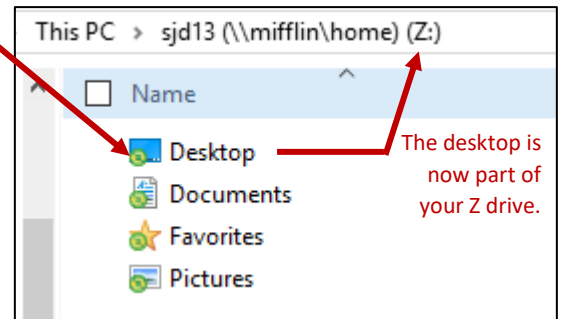 This PC > sjd13 (\\mifflin\home) (Z:)
Name
Desktop
Documents
Favorites
Pictures
The desktop is
now part of
your Z drive.